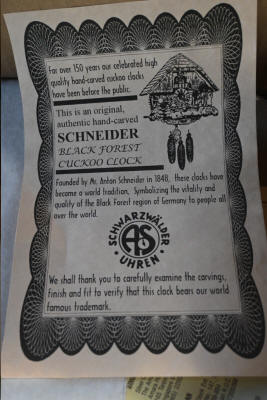 For over 150 years our celebrated high
quality hand-carved cuckoo clocks
have been before the public.
This is an original,
authentic hand-carved
SCHNEIDER
BLACK FOREST
CUCKOO CLOCK
Founded by Mr. Anton Schneider in 1848, these clocks have
become a world tradition, Symbolizing the vitality and
quality of the Black Forest region of Germany to people all
over the world.
SCHWARZWÄLDER
AS
UHREN
We shall thank you to carefully examine the carvings,
finish and fit to verify that this clock bears our world
famous trademark.